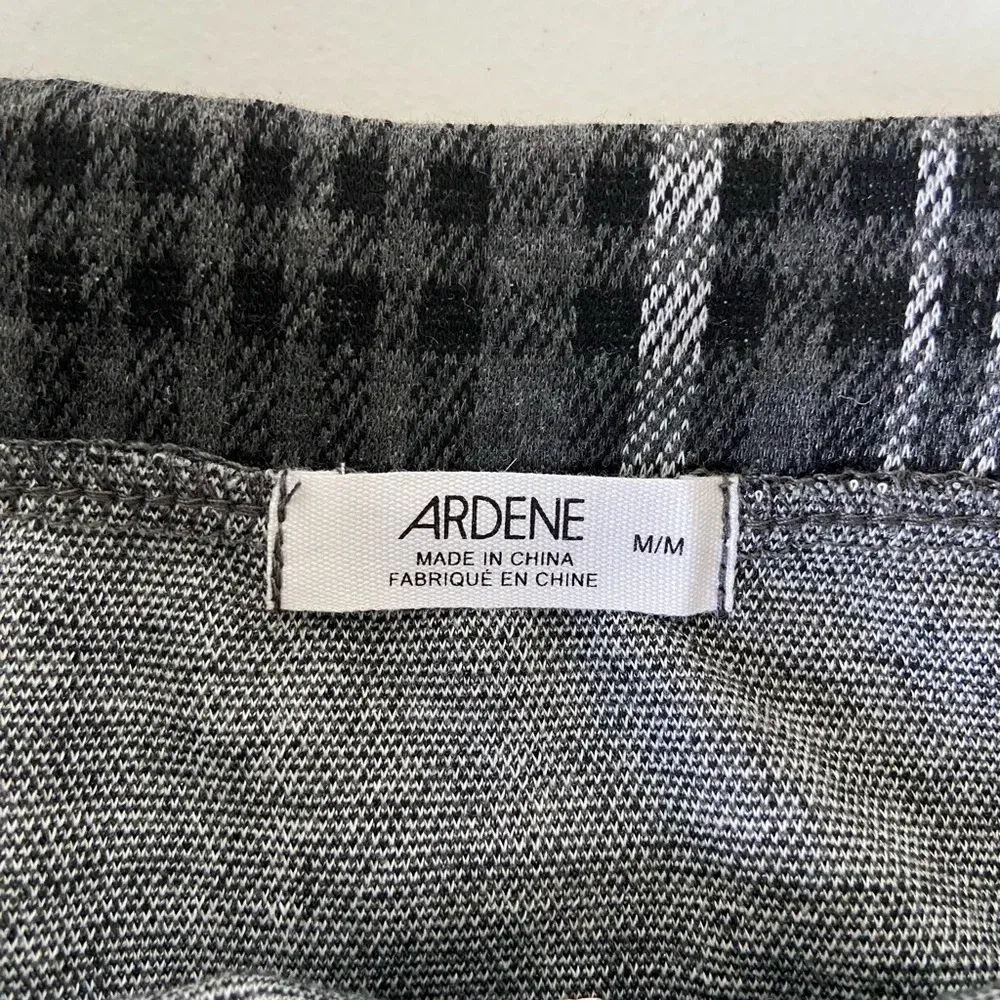 ARDENE
MADE IN CHINA
FABRIQUÉ EN CHINE
M/M